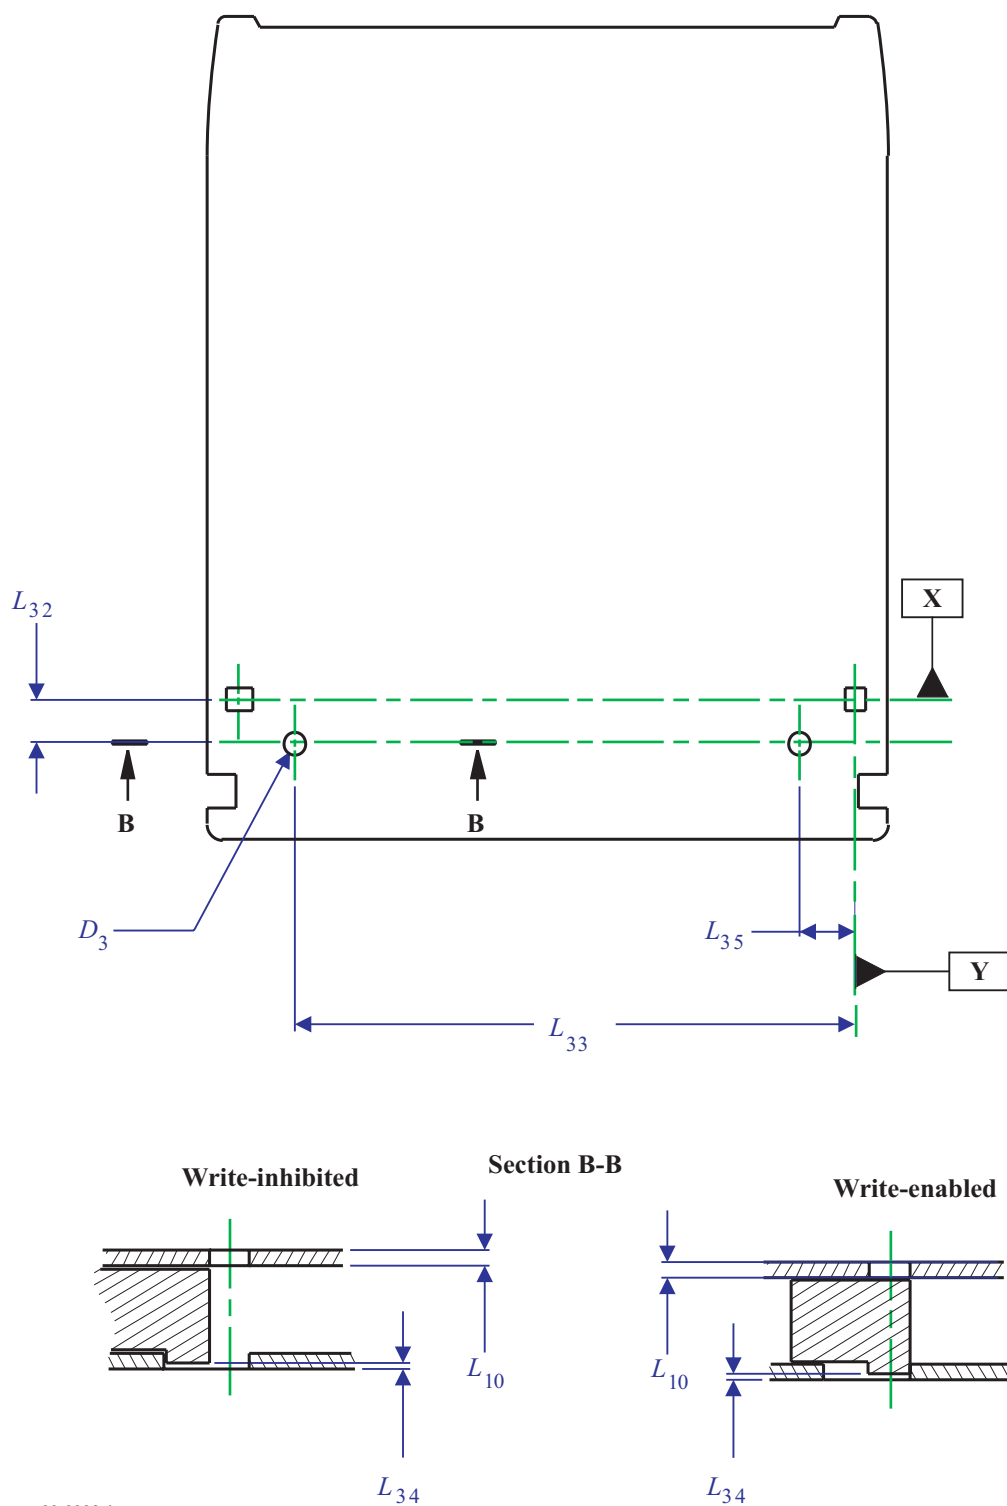 X
L32
B
B
D3
L35
Y
L33
Section B-B
Write-inhibited
Write-enabled
L10
L10
L34
L34